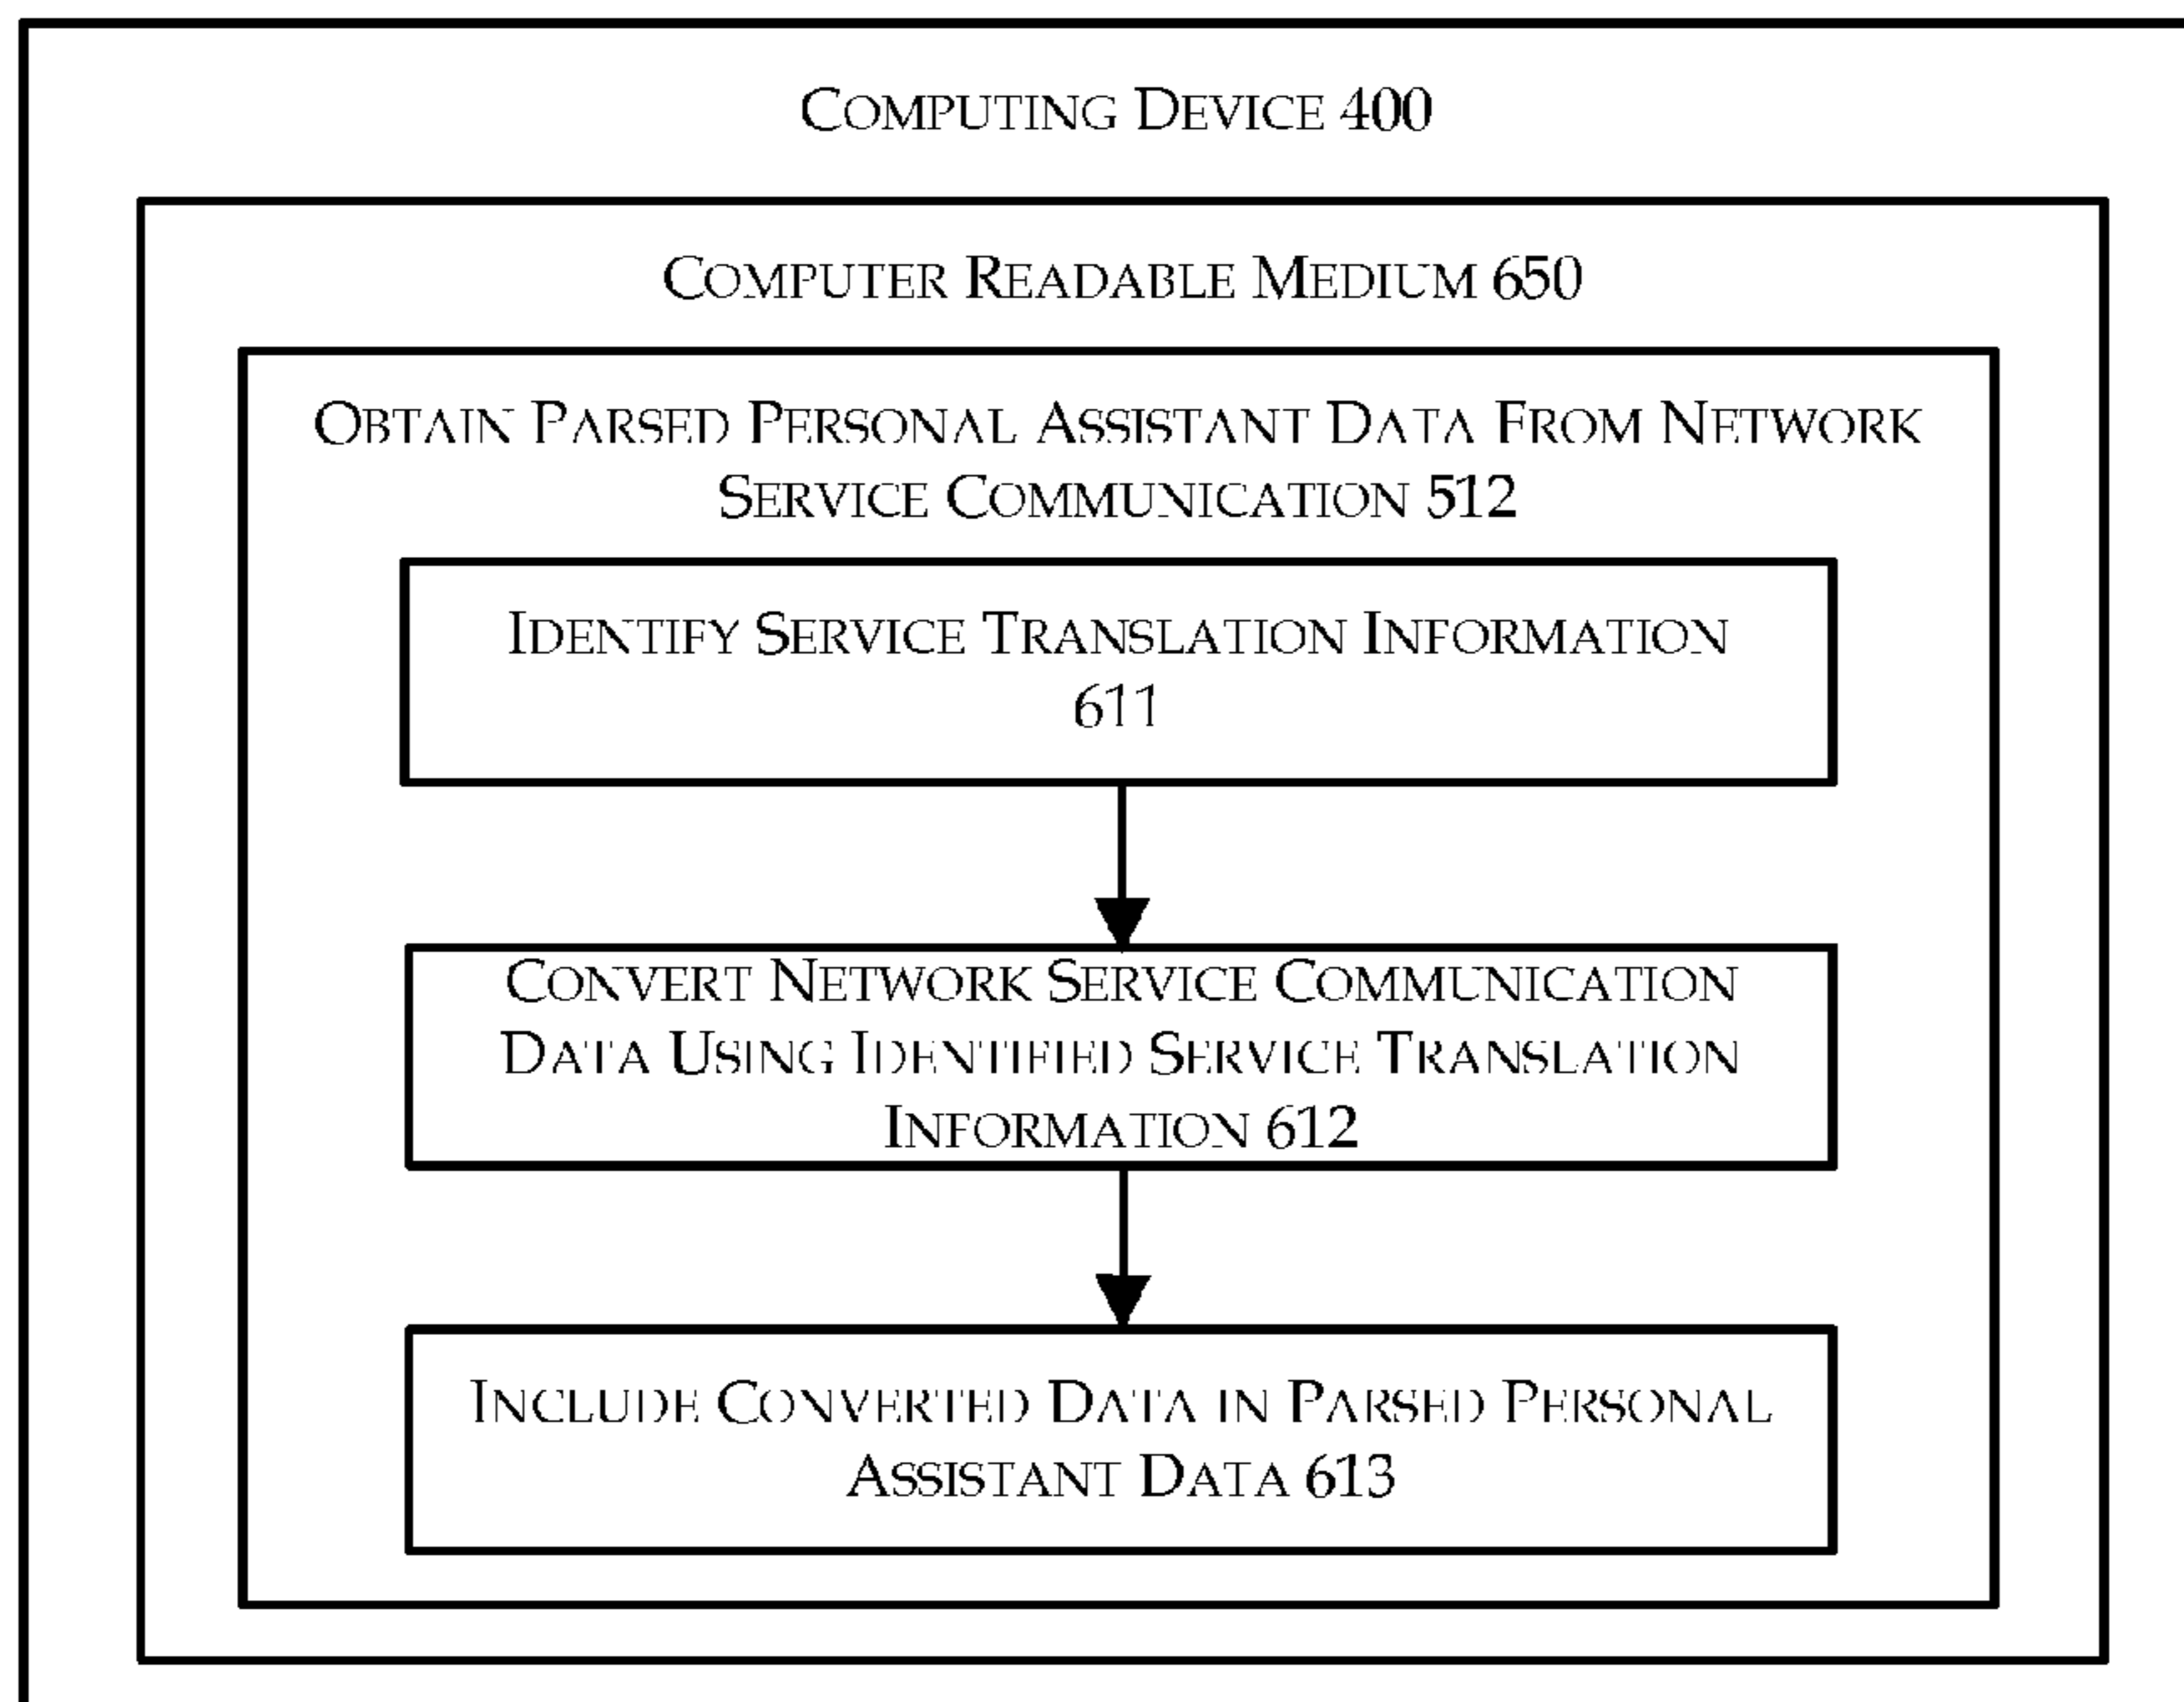 Computing Device 400
Computer Readable Medium 650
Obtain Parsed Personal Assistant Data From Network
Service Communication 512
Identify Service Translation Information
611
Convert Network Service Communication
Data Using Identified Service Translation
Information 612
Include Converted Data in Parsed Personal
Assistant Data 613